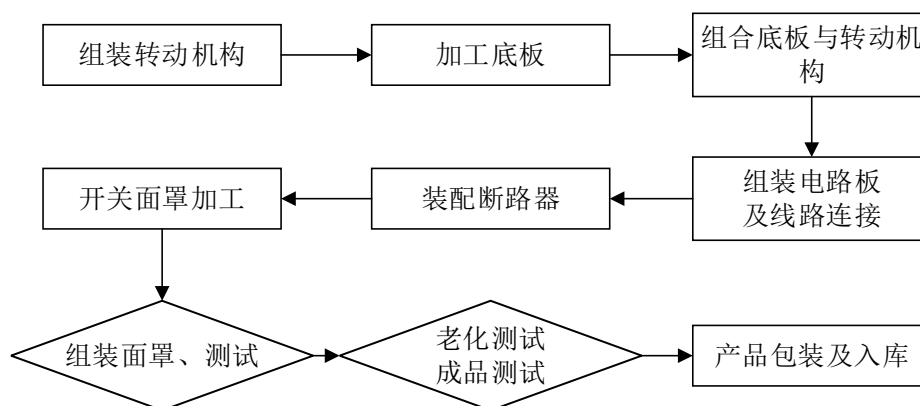 组装转动机构
加工底板
组合底板与转动机
构
组装电路板
及线路连接
装配断路器
开关面罩加工
组装面罩、测试
老化测试
成品测试
产品包装及入库